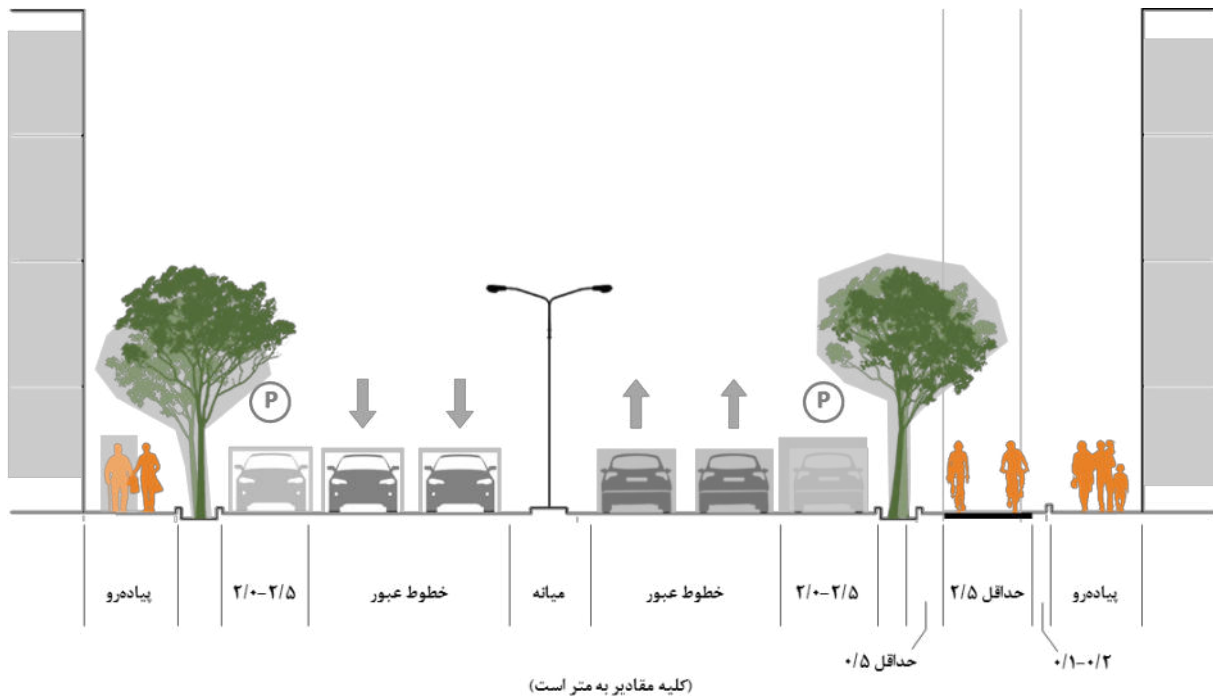 P
P
پیاده‌رو
حداقل ۲/۵
۲/۰-۲/۵
خطوط عبور
میانه
خطوط عبور
۲/۰-۲/۵
پیاده‌رو
۰/۱-۰/۲
حداقل ۰/۵
(کلیه مقادیر به متر است)